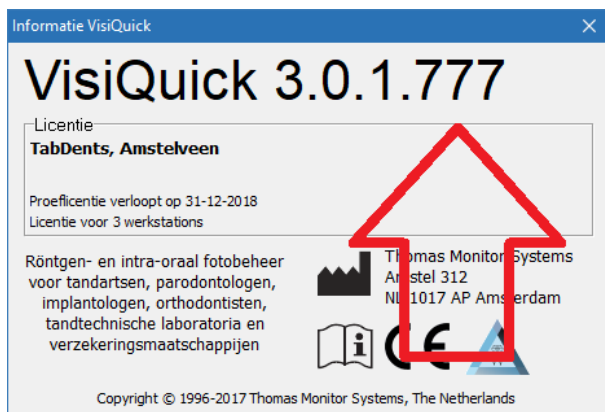 Informatie VisiQuick
VisiQuick 3.0.1.777
Licentie
TabDents, Amstelveen
Proeflicentie verloopt op 31-12-2018
Licentie voor 3 werkstations
Röntgen- en intra-oraal fotobeheer
voor tandartsen, parodontologen,
implantologen, orthodontisten,
tandtechnische laboratoria en
verzekeringsmaatschappijen
Thomas Monitor Systems
Amstel 312
NL 1017 AP Amsterdam
CE
Copyright © 1996-2017 Thomas Monitor Systems, The Netherlands